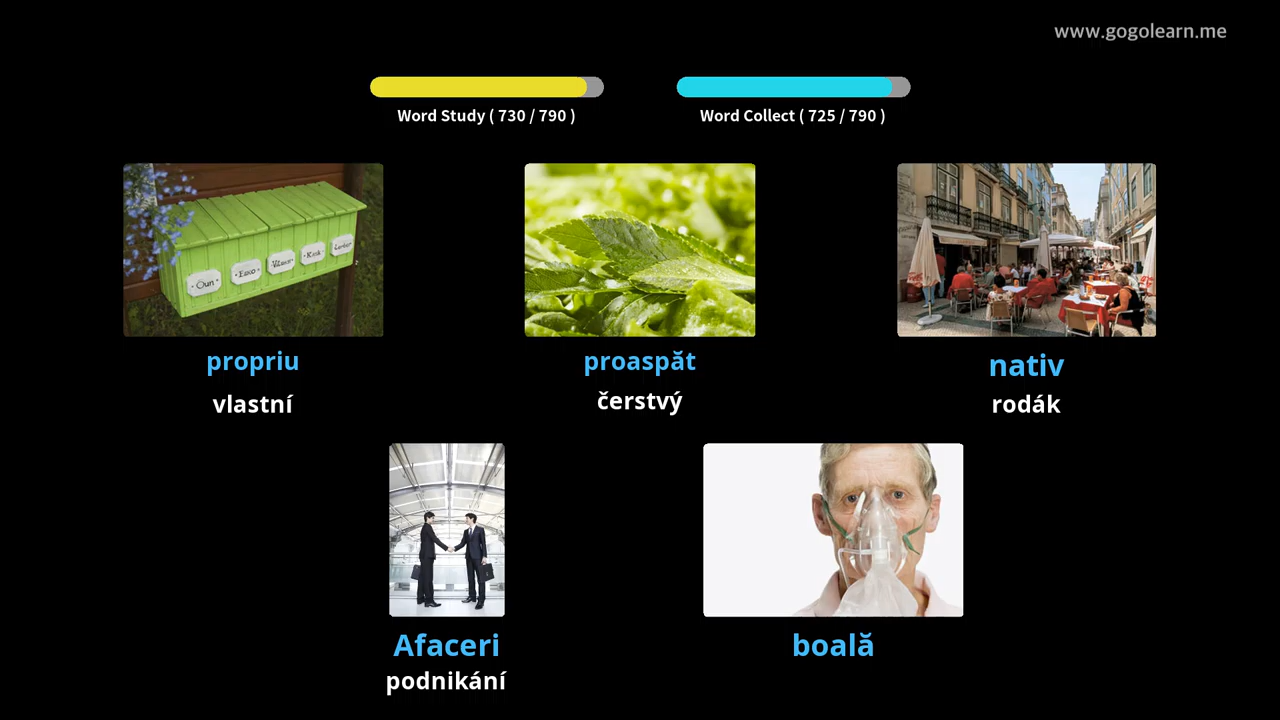 www.gogolearn.me
Word Study ( 730 / 790 )
Word Collect ( 725 / 790 )
propriu
vlastní
proaspăt
čerstvý
nativ
rodák
Afaceri
podnikání
boală